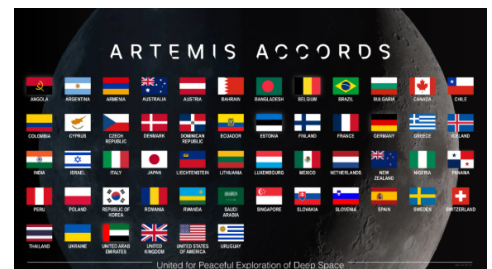 ARTEMIS ACCORDS
ANGOLA ARGENTINA ARMENIA AUSTRALIA AUSTRIA BAHRAIN BANGLADESH BELGIUM BRAZIL BULGARIA CANADA CHILE
COLOMBIA CYPRUS CZECH REPUBLIC DENMARK DOMINICAN REPUBLIC ECUADOR ESTONIA FINLAND FRANCE GERMANY GREECE ICELAND
INDIA ISRAEL ITALY JAPAN LIECHTENSTEIN LITHUANIA LUXEMBOURG MEXICO NETHERLANDS NEW ZEALAND NIGERIA PANAMA
PERU POLAND REPUBLIC OF KOREA ROMANIA RWANDA SAUDI ARABIA SINGAPORE SLOVAKIA SLOVENIA SPAIN SWEDEN SWITZERLAND
THAILAND UKRAINE UNITED ARAB EMIRATES UNITED KINGDOM UNITED STATES OF AMERICA URUGUAY
United for Peaceful Exploration of Deep Space